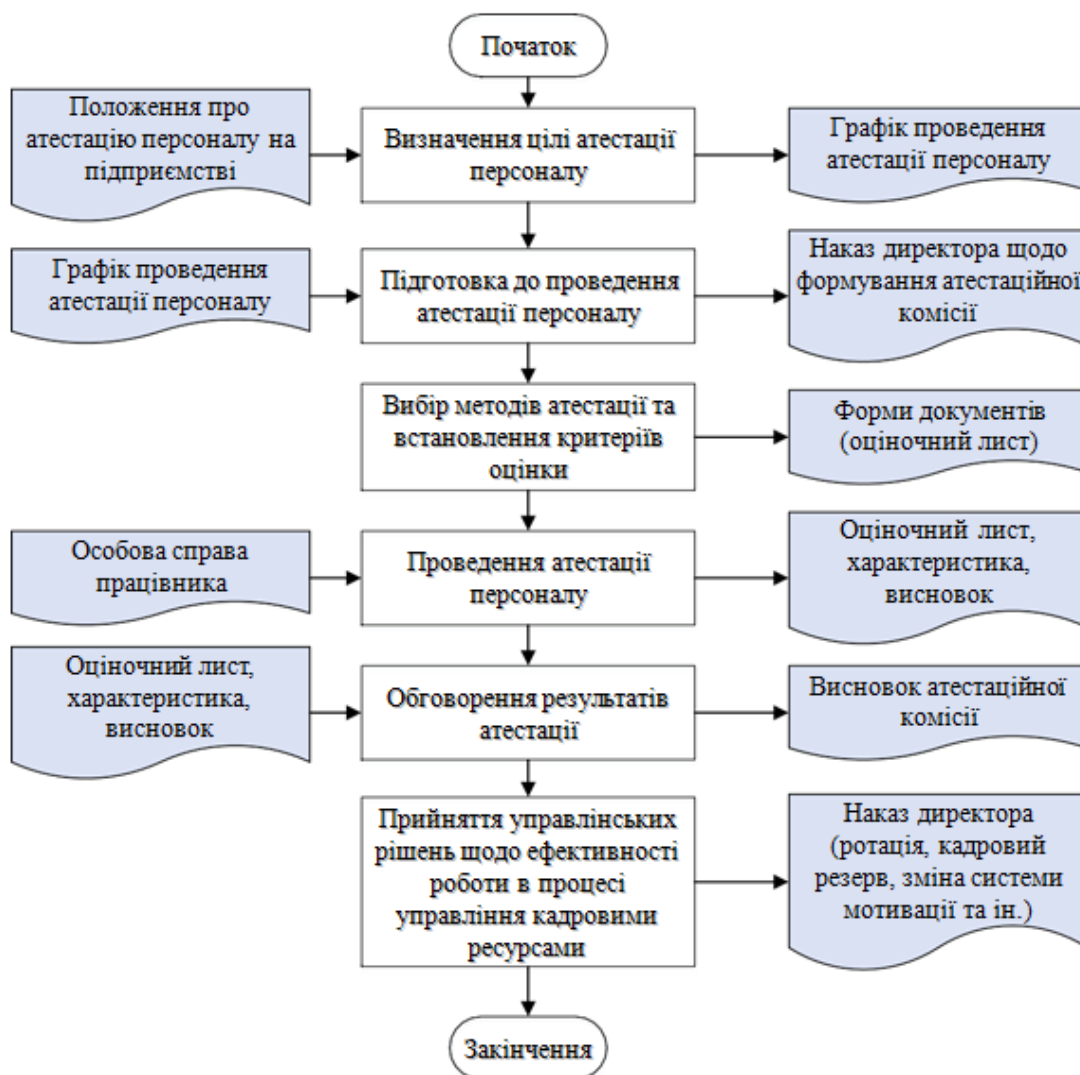 Початок
Положення про
атестацію персоналу на
підприємстві
Визначення цілі атестації
персоналу
Графік проведення
атестації персоналу
Графік проведення
атестації персоналу
Підготовка до проведення
атестації персоналу
Наказ директора щодо
формування атестаційної
комісії
Вибір методів атестації та
встановлення критеріїв
оцінки
Форми документів
(оціночний лист)
Особова справа
працівника
Проведення атестації
персоналу
Оціночний лист,
характеристика,
висновок
Оціночний лист,
характеристика,
висновок
Обговорення результатів
атестації
Висновок атестаційної
комісії
Прийняття управлінських
рішень щодо ефективності
роботи в процесі
управління кадровими
ресурсами
Наказ директора
(ротація, кадровий
резерв, зміна системи
мотивації та ін.)
Закінчення